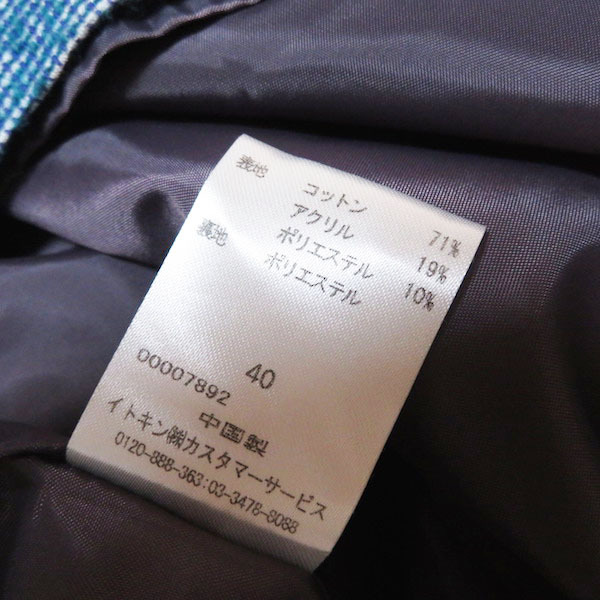 表地 コットン 71%
アクリル 19%
ポリエステル 10%
裏地 ポリエステル
40
00007892
中国製
イトキン㈱カスタマーサービス
0120-888-363:03-3478-8088